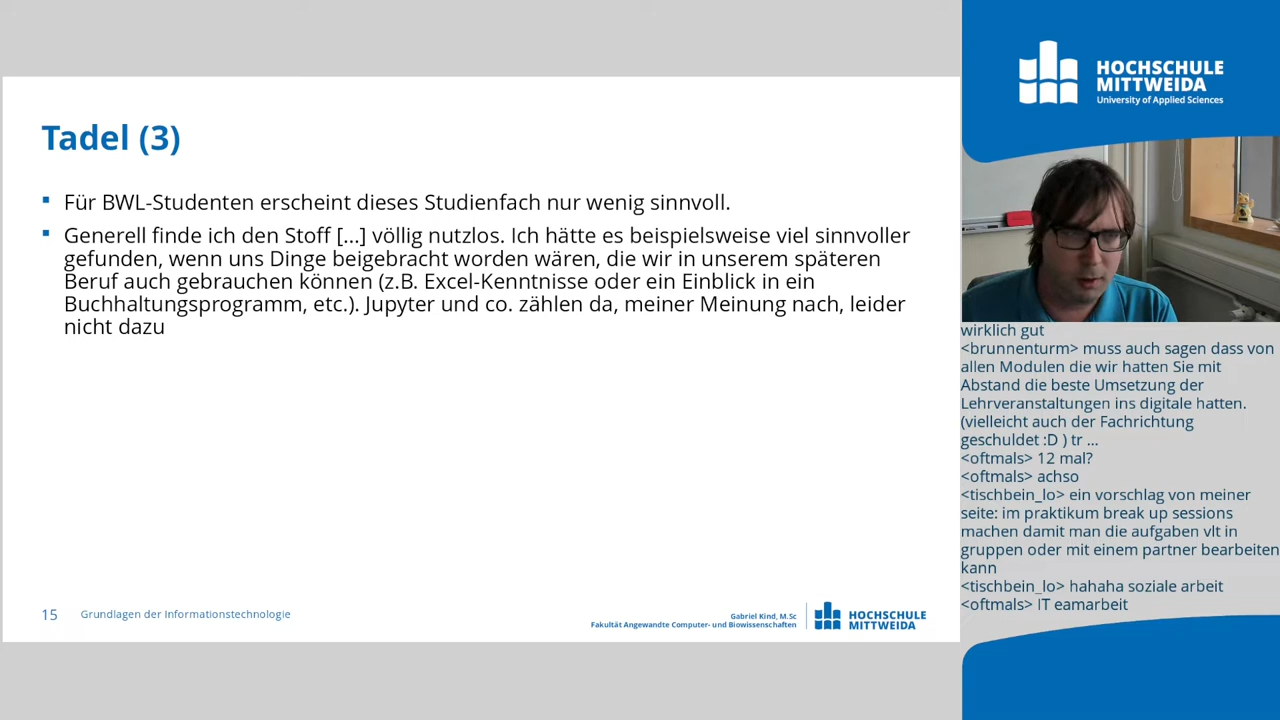 Tadel (3)
▪ Für BWL-Studenten erscheint dieses Studienfach nur wenig sinnvoll.
▪ Generell finde ich den Stoff [...] völlig nutzlos. Ich hätte es beispielsweise viel sinnvoller
gefunden, wenn uns Dinge beigebracht worden wären, die wir in unserem späteren
Beruf auch gebrauchen können (z.B. Excel-Kenntnisse oder ein Einblick in ein
Buchhaltungsprogramm, etc.). Jupyter und co. zählen da, meiner Meinung nach, leider
nicht dazu
15
Grundlagen der Informationstechnologie
Gabriel Kind, M.Sc
Fakultät Angewandte Computer- und Biowissenschaften
HOCHSCHULE
MITTWEIDA
HOCHSCHULE
MITTWEIDA
University of Applied Sciences
wirklich gut
<brunnenturm> muss auch sagen dass von
allen Modulen die wir hatten Sie mit
Abstand die beste Umsetzung der
Lehrveranstaltungen ins digitale hatten.
(vielleicht auch der Fachrichtung
geschuldet :D ) tr ...
<oftmals> 12 mal?
<oftmals> achso
<tischbein_lo> ein vorschlag von meiner
seite: im praktikum break up sessions
machen damit man die aufgaben vlt in
gruppen oder mit einem partner bearbeiten
kann
<tischbein_lo> hahaha soziale arbeit
<oftmals> IT eamarbeit